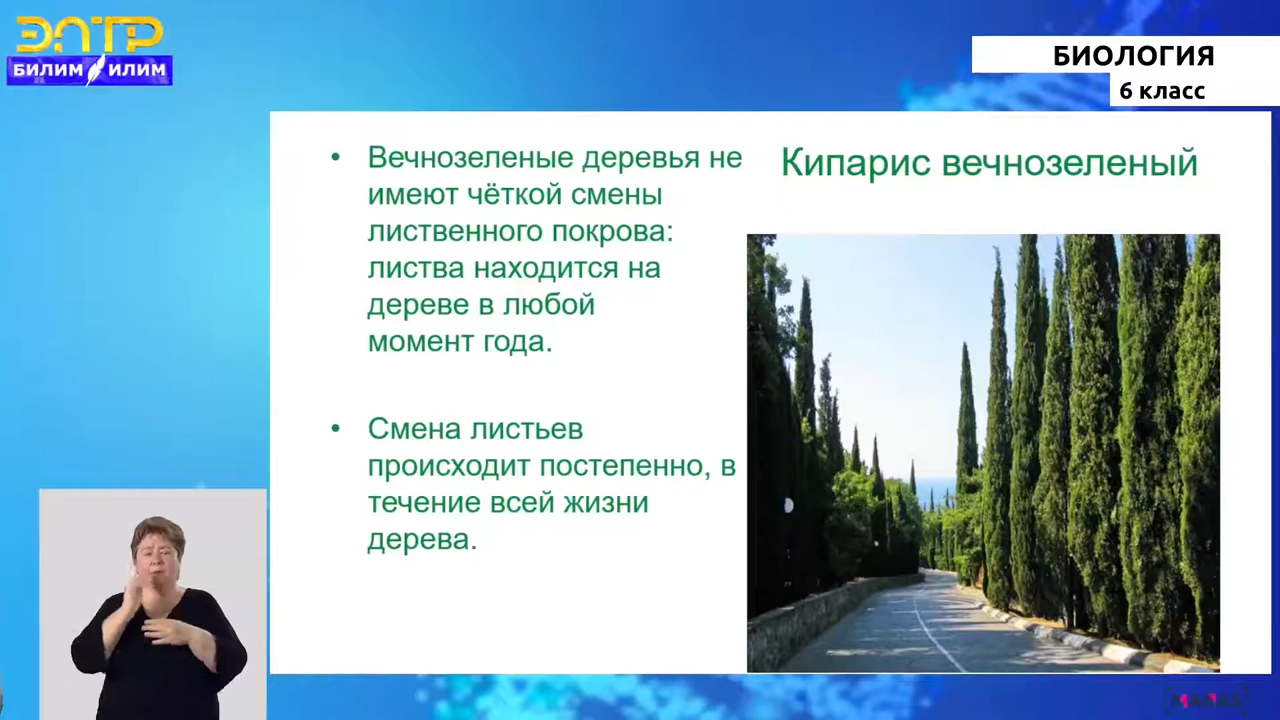 ЭЛТР
БИЛИМ ИЛИМ
БИОЛОГИЯ
6 класс
• Вечнозеленые деревья не
имеют чёткой смены
лиственного покрова:
листва находится на
дереве в любой
момент года.
• Смена листьев
происходит постепенно, в
течение всей жизни
дерева.
Кипарис вечнозеленый
MANAS